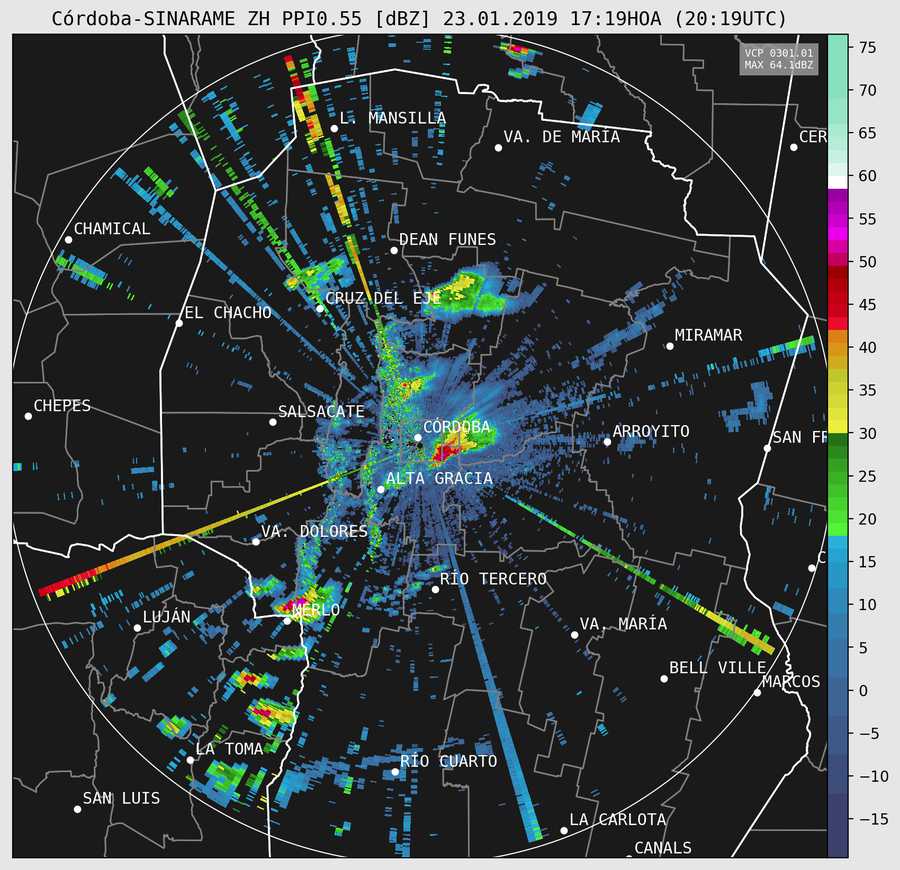 Córdoba-SINARAME ZH PPI0.55 [dBZ] 23.01.2019 17:19HOA (20:19UTC)
VCP 0301.01
MAX 64.1dBZ
75
70
65
60
55
50
45
40
35
30
25
20
15
10
5
0
−5
−10
−15
L. MANSILLA
VA. DE MARIA
CER
CHAMICAL
DEAN FUNES
CRUZ DEL EJE
EL CHACHO
MIRAMAR
CHEPES
SALSACATE
CÓRDOBA
ARROYITO
SAN FR
ALTA GRACIA
VA. DOLORES
C
RÍO TERCERO
MERLO
LUJÁN
VA. MARÍA
BELL VILLE
MARCOS
LA TOMA
RÍO CUARTO
SAN LUIS
LA CARLOTA
CANALS